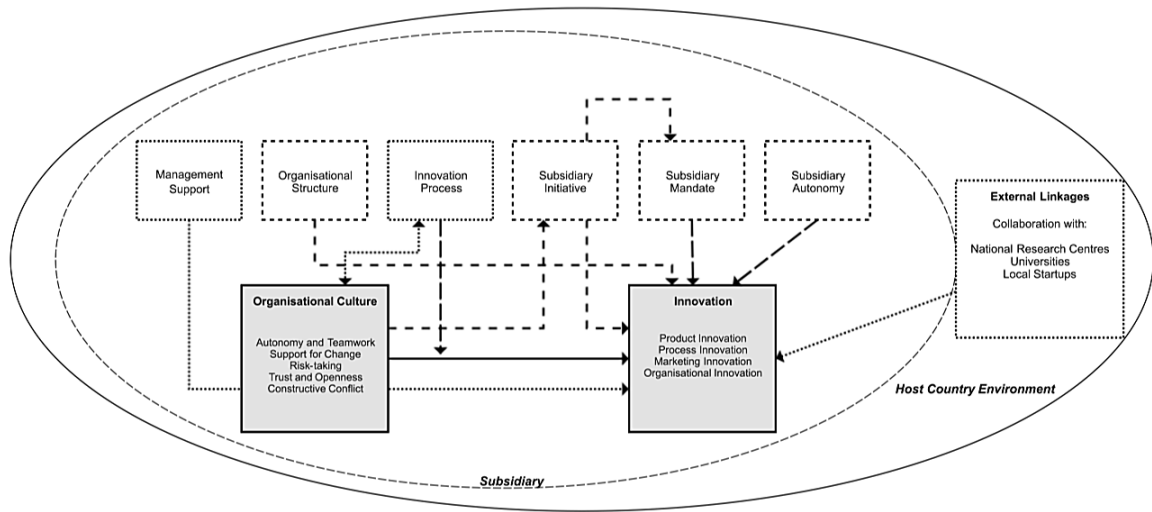 Management
Support
Organisational
Structure
Innovation
Process
Subsidiary
Initiative
Subsidiary
Mandate
Subsidiary
Autonomy
External Linkages
Collaboration with:
National Research Centres
Universities
Local Startups
Organisational Culture
Autonomy and Teamwork
Support for Change
Risk-taking
Trust and Openness
Constructive Conflict
Innovation
Product Innovation
Process Innovation
Marketing Innovation
Organisational Innovation
Host Country Environment
Subsidiary